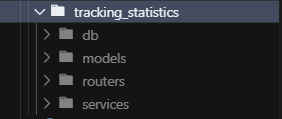 tracking_statistics
db
models
routers
services